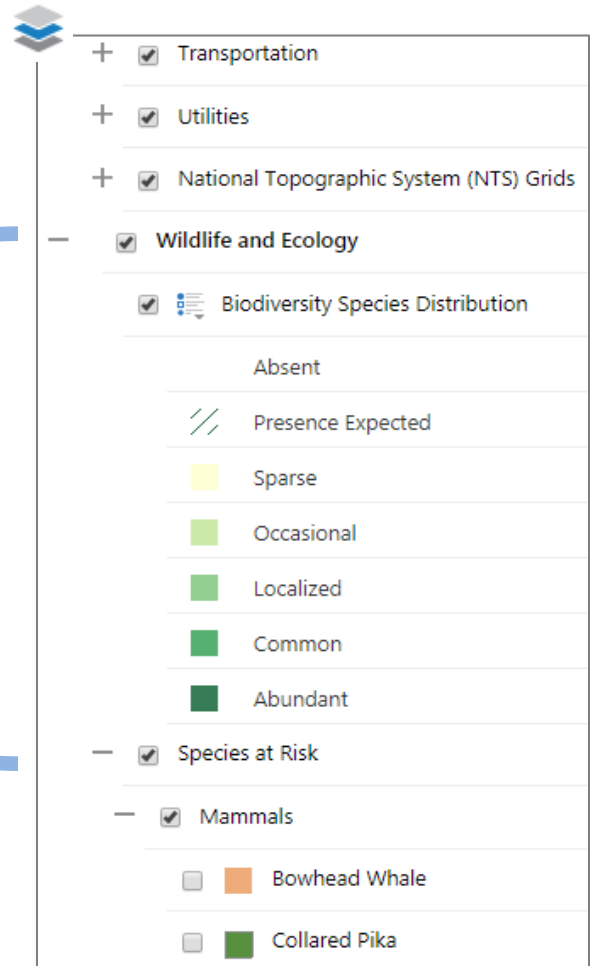 Transportation
Utilities
National Topographic System (NTS) Grids
Wildlife and Ecology
Biodiversity Species Distribution
Absent
Presence Expected
Sparse
Occasional
Localized
Common
Abundant
Species at Risk
Mammals
Bowhead Whale
Collared Pika